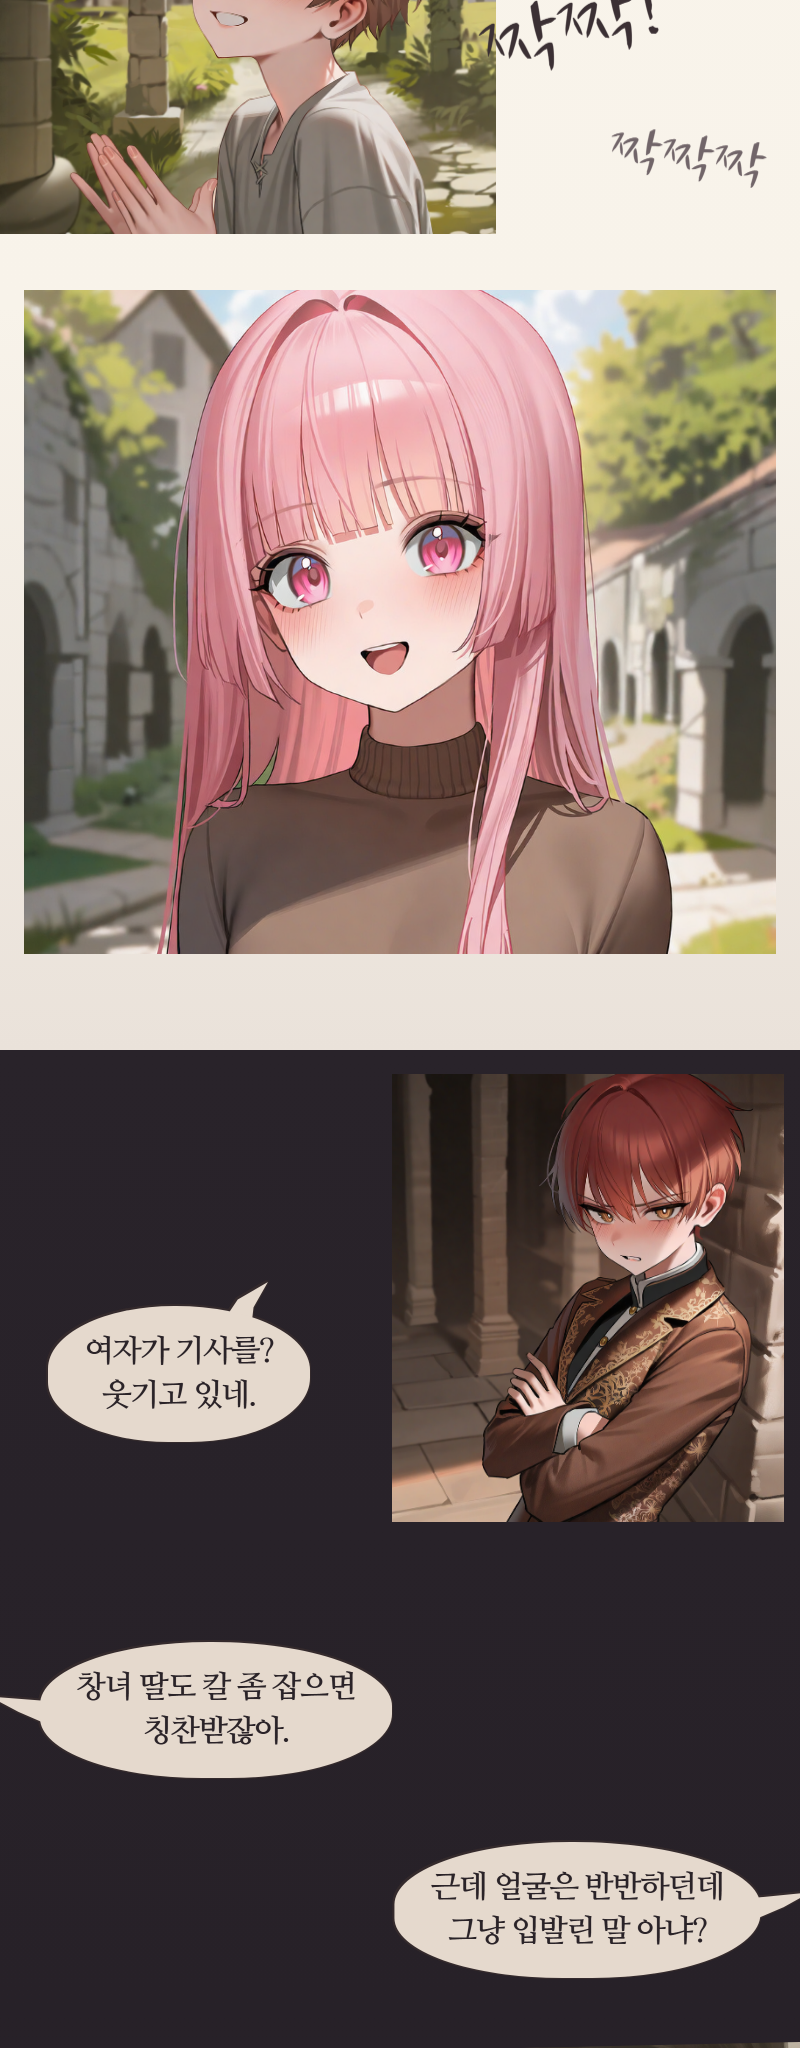 짝짝!
짝짝짝
여자가 기사를?
웃기고 있네.
창녀 딸도 칼 좀 잡으면
칭찬받잖아.
근데 얼굴은 반반하던데
그냥 입발린 말 아냐?